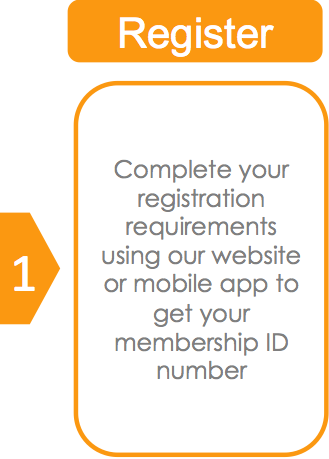 Register
1
Complete your
registration
requirements
using our website
or mobile app to
get your
membership ID
number